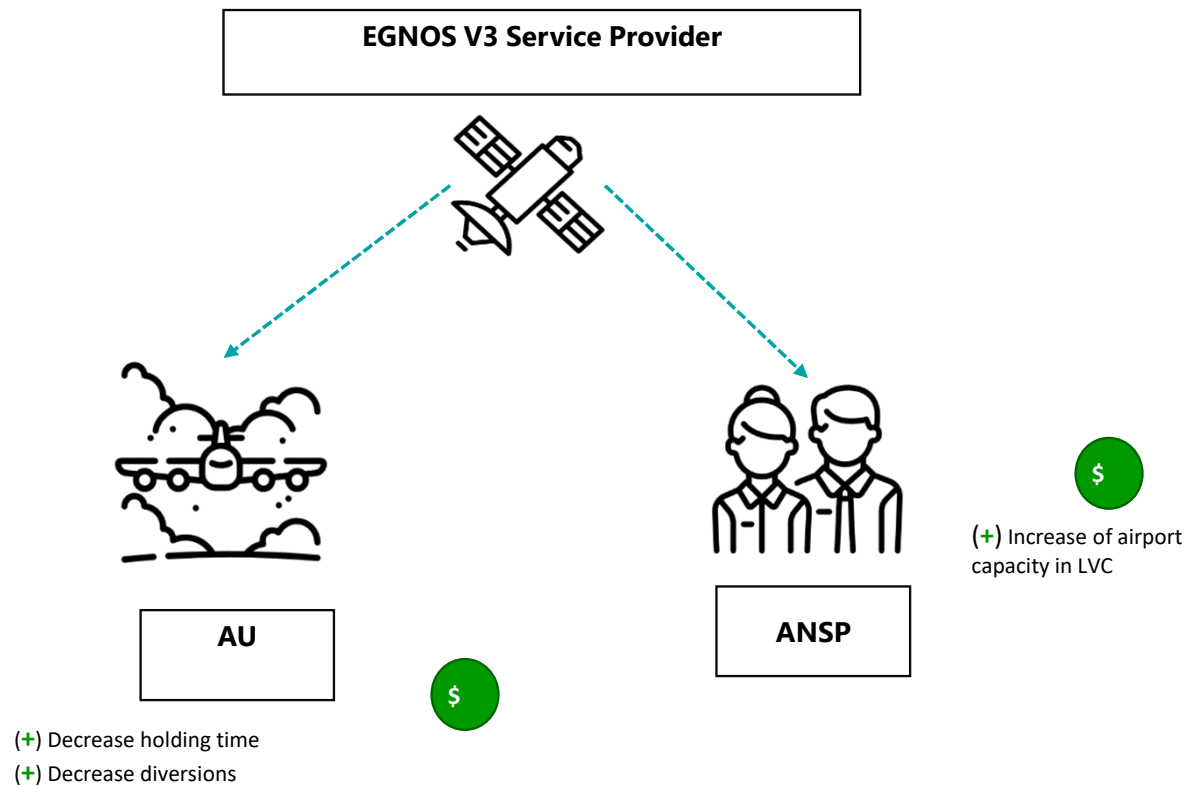 EGNOS V3 Service Provider
$
(+) Increase of airport
capacity in LVC
AU
ANSP
$
(+) Decrease holding time
(+) Decrease diversions